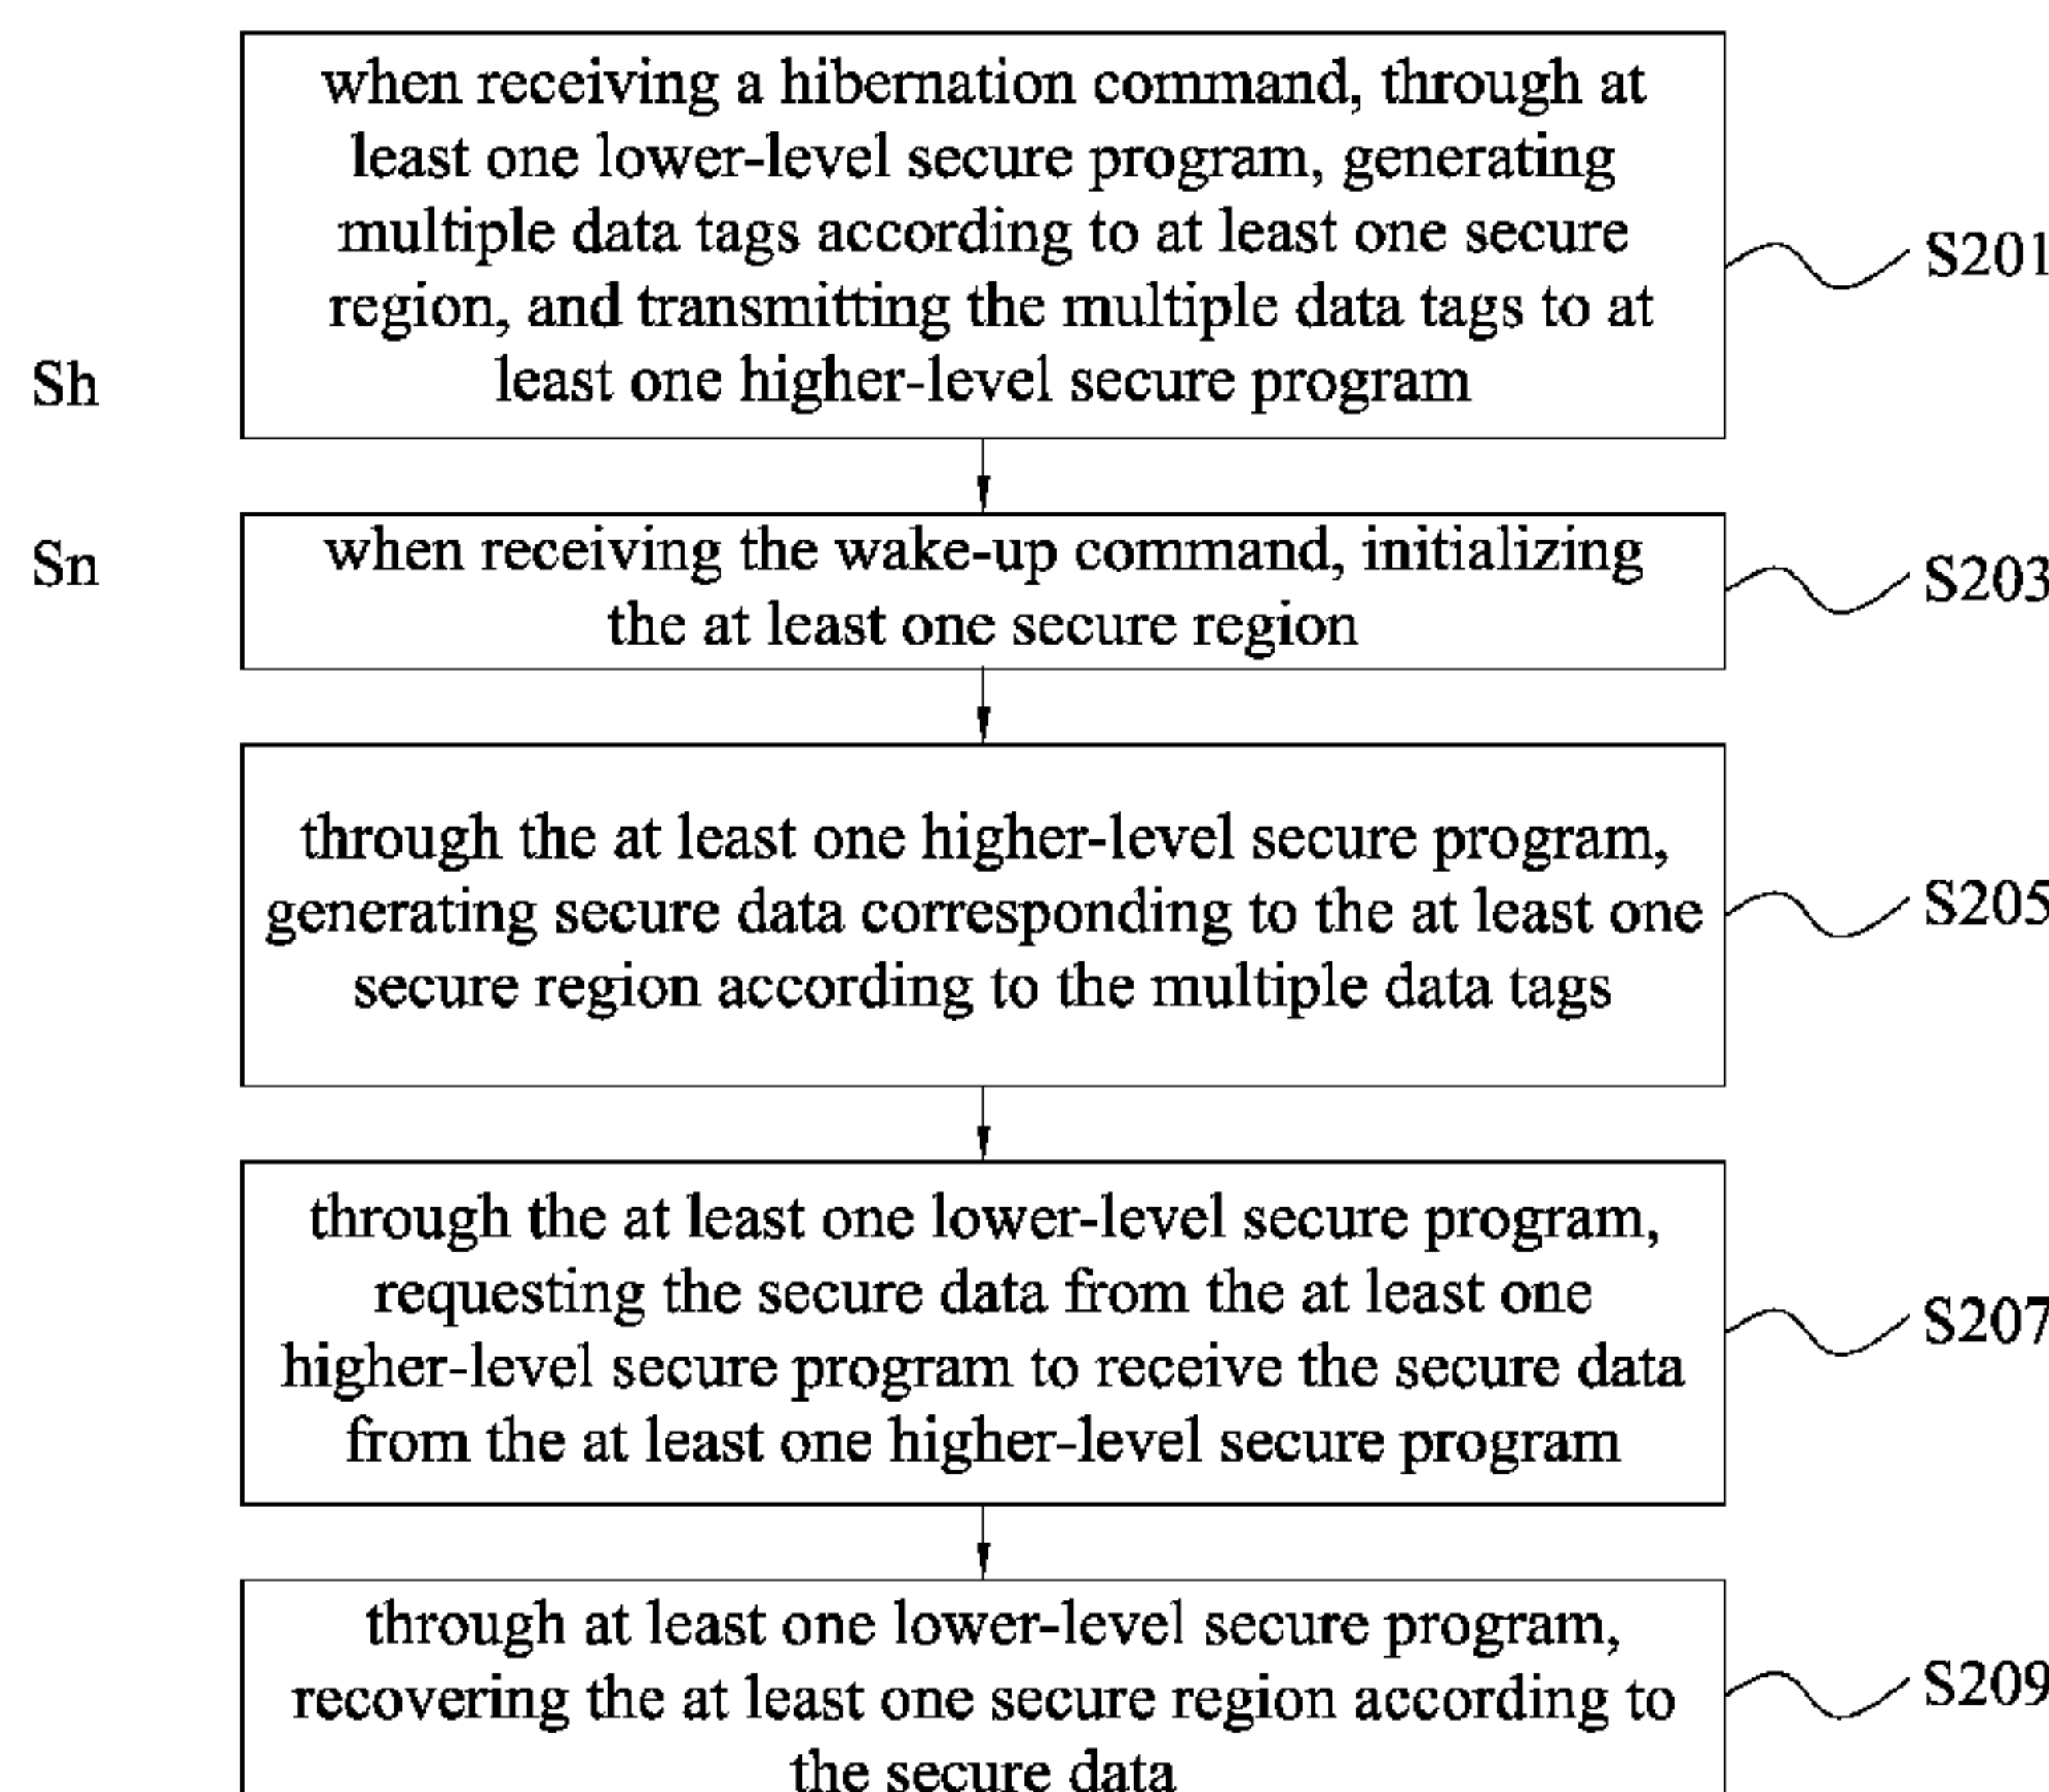 when receiving a hibernation command, through at
least one lower-level secure program, generating
multiple data tags according to at least one secure
region, and transmitting the multiple data tags to at
least one higher-level secure program
S201
Sh
Sn
when receiving the wake-up command, initializing
the at least one secure region
S203
through the at least one higher-level secure program,
generating secure data corresponding to the at least one
secure region according to the multiple data tags
S205
through the at least one lower-level secure program,
requesting the secure data from the at least one
higher-level secure program to receive the secure data
from the at least one higher-level secure program
S207
through at least one lower-level secure program,
recovering the at least one secure region according to
the secure data
S209